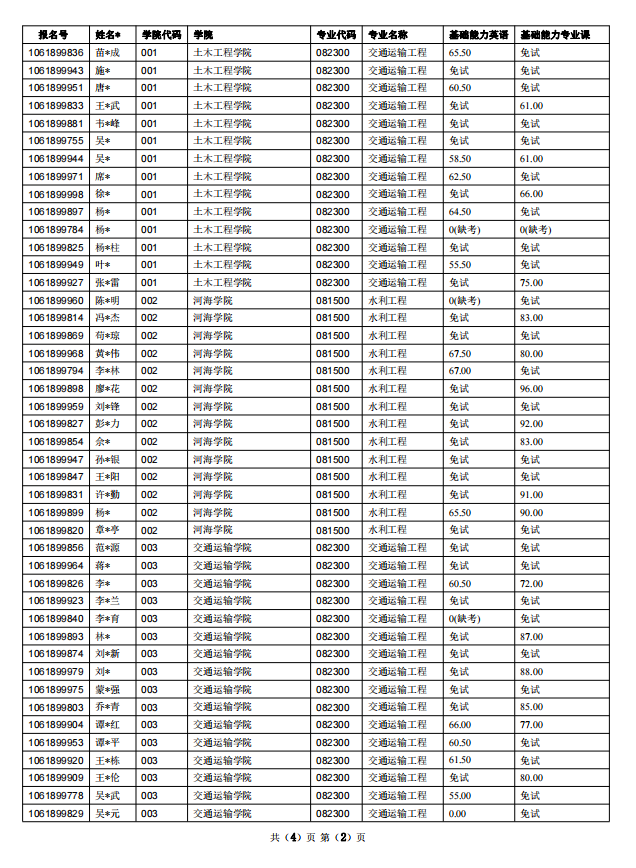 报名号 姓名* 学院代码 学院 专业代码 专业名称 基础能力英语 基础能力专业课
1061899836 苗*成 001 土木工程学院 082300 交通运输工程 65.50 免试
1061899943 施* 001 土木工程学院 082300 交通运输工程 免试 免试
1061899951 唐* 001 土木工程学院 082300 交通运输工程 60.50 免试
1061899833 王*武 001 土木工程学院 082300 交通运输工程 免试 61.00
1061899881 韦*峰 001 土木工程学院 082300 交通运输工程 免试 免试
1061899755 吴* 001 土木工程学院 082300 交通运输工程 免试 免试
1061899944 吴* 001 土木工程学院 082300 交通运输工程 58.50 61.00
1061899971 席* 001 土木工程学院 082300 交通运输工程 62.50 免试
1061899998 徐* 001 土木工程学院 082300 交通运输工程 免试 66.00
1061899897 杨* 001 土木工程学院 082300 交通运输工程 64.50 免试
1061899784 杨* 001 土木工程学院 082300 交通运输工程 0(缺考) 0(缺考)
1061899825 杨*柱 001 土木工程学院 082300 交通运输工程 免试 免试
1061899949 叶* 001 土木工程学院 082300 交通运输工程 55.50 免试
1061899927 张*雷 001 土木工程学院 082300 交通运输工程 免试 75.00
1061899960 陈*明 002 河海学院 081500 水利工程 0(缺考) 免试
1061899814 冯*杰 002 河海学院 081500 水利工程 免试 83.00
1061899869 苟*琼 002 河海学院 081500 水利工程 免试 免试
1061899968 黄*伟 002 河海学院 081500 水利工程 67.50 80.00
1061899794 李*林 002 河海学院 081500 水利工程 67.00 免试
1061899898 廖*花 002 河海学院 081500 水利工程 免试 96.00
1061899959 刘*锋 002 河海学院 081500 水利工程 免试 免试
1061899827 彭*力 002 河海学院 081500 水利工程 免试 92.00
1061899854 佘* 002 河海学院 081500 水利工程 免试 83.00
1061899947 孙*银 002 河海学院 081500 水利工程 免试 免试
1061899847 王*阳 002 河海学院 081500 水利工程 免试 免试
1061899831 许*勤 002 河海学院 081500 水利工程 免试 91.00
1061899899 杨* 002 河海学院 081500 水利工程 65.50 90.00
1061899820 章*亭 002 河海学院 081500 水利工程 免试 免试
1061899856 范*源 003 交通运输学院 082300 交通运输工程 免试 免试
1061899964 蒋* 003 交通运输学院 082300 交通运输工程 免试 免试
1061899826 李* 003 交通运输学院 082300 交通运输工程 60.50 72.00
1061899923 李*兰 003 交通运输学院 082300 交通运输工程 免试 免试
1061899840 李*育 003 交通运输学院 082300 交通运输工程 0(缺考) 免试
1061899893 林* 003 交通运输学院 082300 交通运输工程 免试 87.00
1061899874 刘*新 003 交通运输学院 082300 交通运输工程 免试 免试
1061899979 刘* 003 交通运输学院 082300 交通运输工程 免试 88.00
1061899975 蒙*强 003 交通运输学院 082300 交通运输工程 免试 免试
1061899803 乔*青 003 交通运输学院 082300 交通运输工程 免试 85.00
1061899904 谭*红 003 交通运输学院 082300 交通运输工程 66.00 77.00
1061899953 谭*平 003 交通运输学院 082300 交通运输工程 60.50 免试
1061899920 王*栋 003 交通运输学院 082300 交通运输工程 61.50 免试
1061899909 王*伦 003 交通运输学院 082300 交通运输工程 免试 80.00
1061899778 吴*武 003 交通运输学院 082300 交通运输工程 55.00 免试
1061899829 吴*元 003 交通运输学院 082300 交通运输工程 0.00 免试
共（4）页 第（2）页